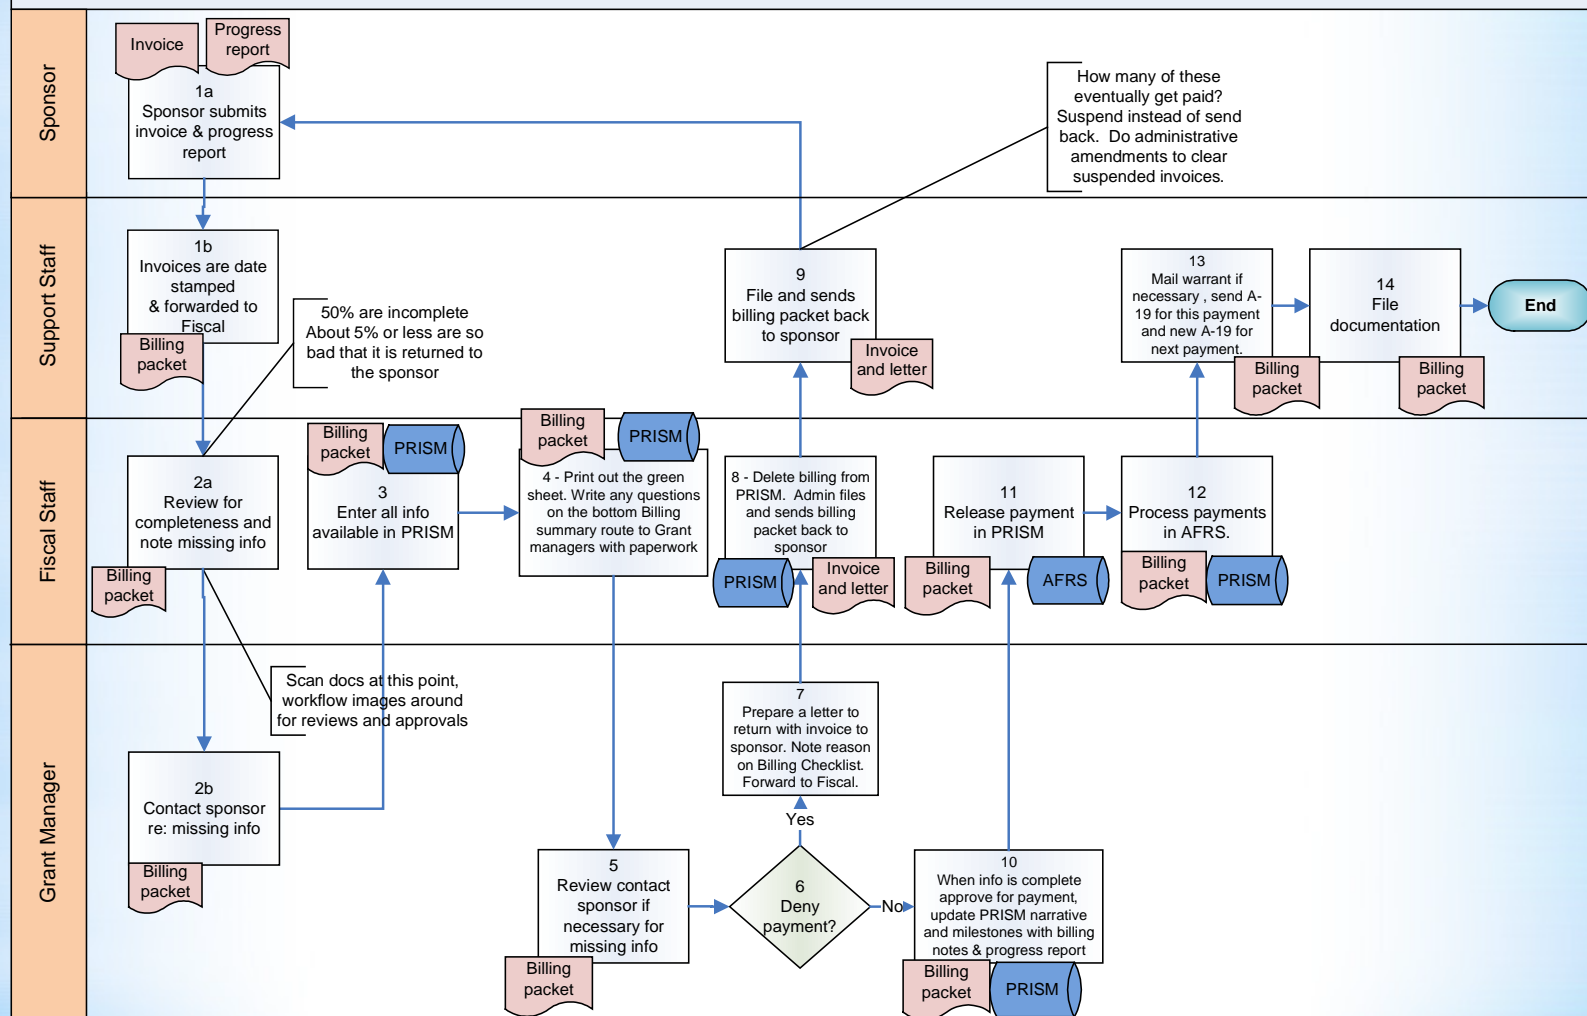 Sponsor
Invoice
Progress
report
1a
Sponsor submits
invoice & progress
report
How many of these
eventually get paid?
Suspend instead of send
back.  Do administrative
amendments to clear
suspended invoices.
Support Staff
1b
Invoices are date
stamped
& forwarded to
Fiscal
Billing
packet
50% are incomplete
About 5% or less are so
bad that it is returned to
the sponsor
9
File and sends
billing packet back
to sponsor
Invoice
and letter
13
Mail warrant if
necessary , send A-
19 for this payment
and new A-19 for
next payment.
Billing
packet
14
File
documentation
Billing
packet
End
Fiscal Staff
2a
Review for
completeness and
note missing info
Billing
packet
Billing
packet
PRISM
3
Enter all info
available in PRISM
Billing
packet
PRISM
4 - Print out the green
sheet. Write any questions
on the bottom Billing
summary route to Grant
managers with paperwork
8 - Delete billing from
PRISM.  Admin files
and sends billing
packet back to
sponsor
PRISM
Invoice
and letter
11
Release payment
in PRISM
Billing
packet
AFRS
12
Process payments
in AFRS.
Billing
packet
PRISM
Grant Manager
Scan docs at this point,
workflow images around
for reviews and approvals
2b
Contact sponsor
re: missing info
Billing
packet
5
Review contact
sponsor if
necessary for
missing info
Billing
packet
6
Deny
payment?
Yes
No
7
Prepare a letter to
return with invoice to
sponsor. Note reason
on Billing Checklist.
Forward to Fiscal.
10
When info is complete
approve for payment,
update PRISM narrative
and milestones with billing
notes & progress report
Billing
packet
PRISM